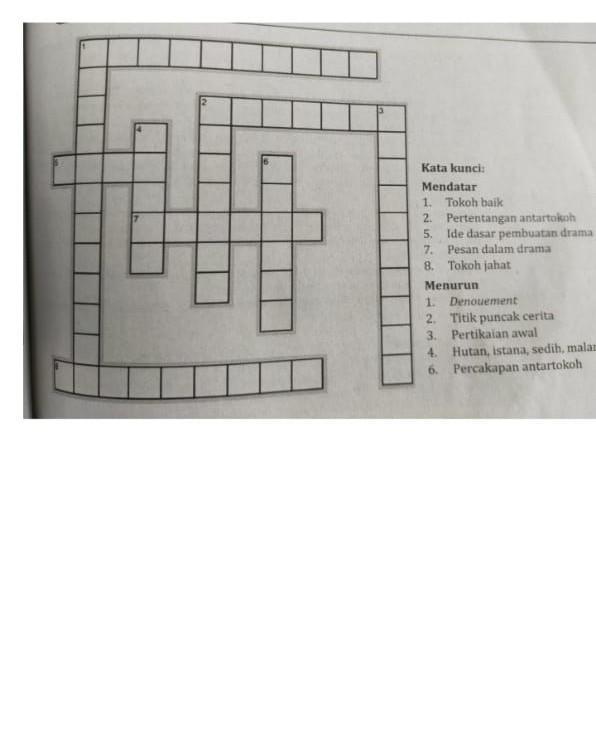 1
2
3
4
5
6
7
8
Kata kunci:
Mendatar
1. Tokoh baik
2. Pertentangan antartokoh
5. Ide dasar pembuatan drama
7. Pesan dalam drama
8. Tokoh jahat
Menurun
1. Denouement
2. Titik puncak cerita
3. Pertikaian awal
4. Hutan, istana, sedih,
6. Percakapan antartokoh